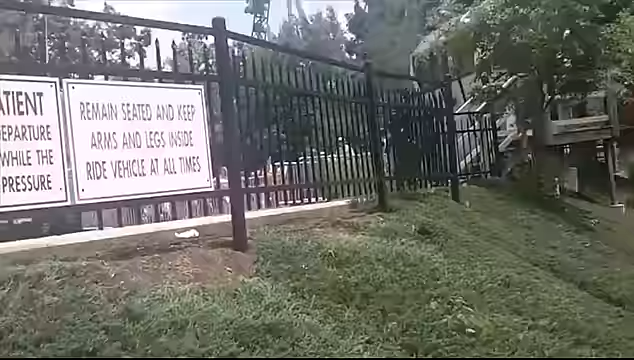 ATIENT
EPARTURE
WHILE THE
PRESSURE
REMAIN SEATED AND KEEP
ARMS AND LEGS INSIDE
RIDE VEHICLE AT ALL TIMES